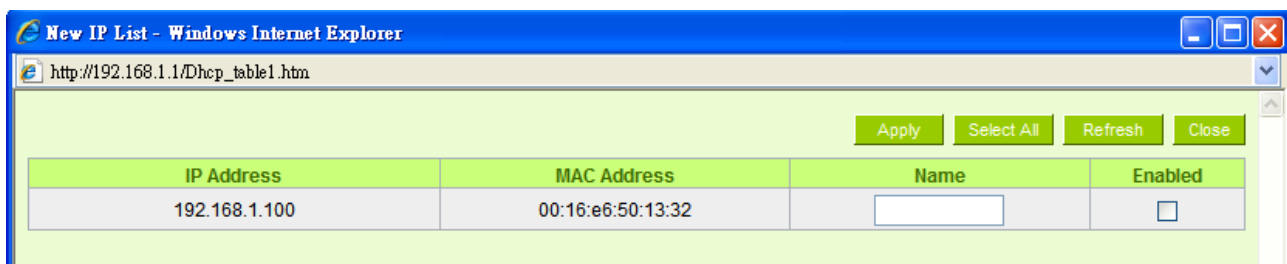 New IP List - Windows Internet Explorer
http://192.168.1.1/Dhcp_table1.htm
Apply Select All Refresh Close
IP Address MAC Address Name Enabled
192.168.1.100 00:16:e6:50:13:32